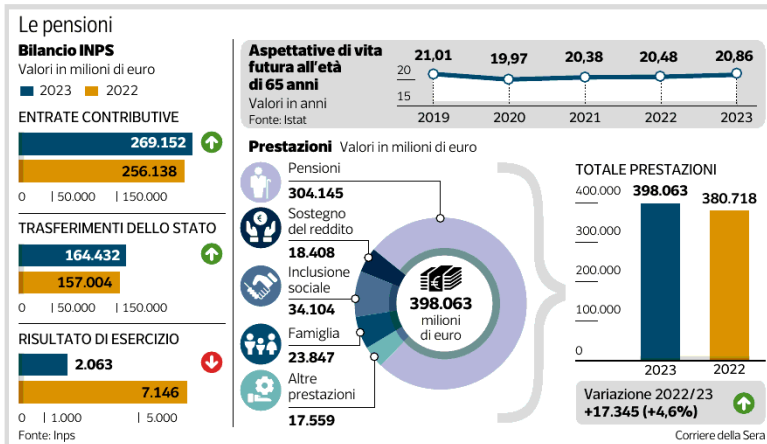 Le pensioni
Bilancio INPS
Valori in milioni di euro
2023 2022
ENTRATE CONTRIBUTIVE
269.152
256.138
0 50.000 150.000
TRASFERIMENTI DELLO STATO
164.432
157.004
0 50.000 150.000
RISULTATO DI ESERCIZIO
2.063
7.146
0 1.000 5.000
Fonte: Inps
Aspettative di vita
futura all'età
di 65 anni
Valori in anni
Fonte: Istat
21,01 19,97 20,38 20,48 20,86
20
15
2019 2020 2021 2022 2023
Prestazioni Valori in milioni di euro
Pensioni
304.145
Sostegno
del reddito
18.408
Inclusione
sociale
34.104
Famiglia
23.847
Altre
prestazioni
17.559
€
398.063
milioni
di euro
TOTALE PRESTAZIONI
400.000
300.000
200.000
100.000
0
398.063 380.718
2023 2022
Variazione 2022/23
+17.345 (+4,6%)
Corriere della Sera